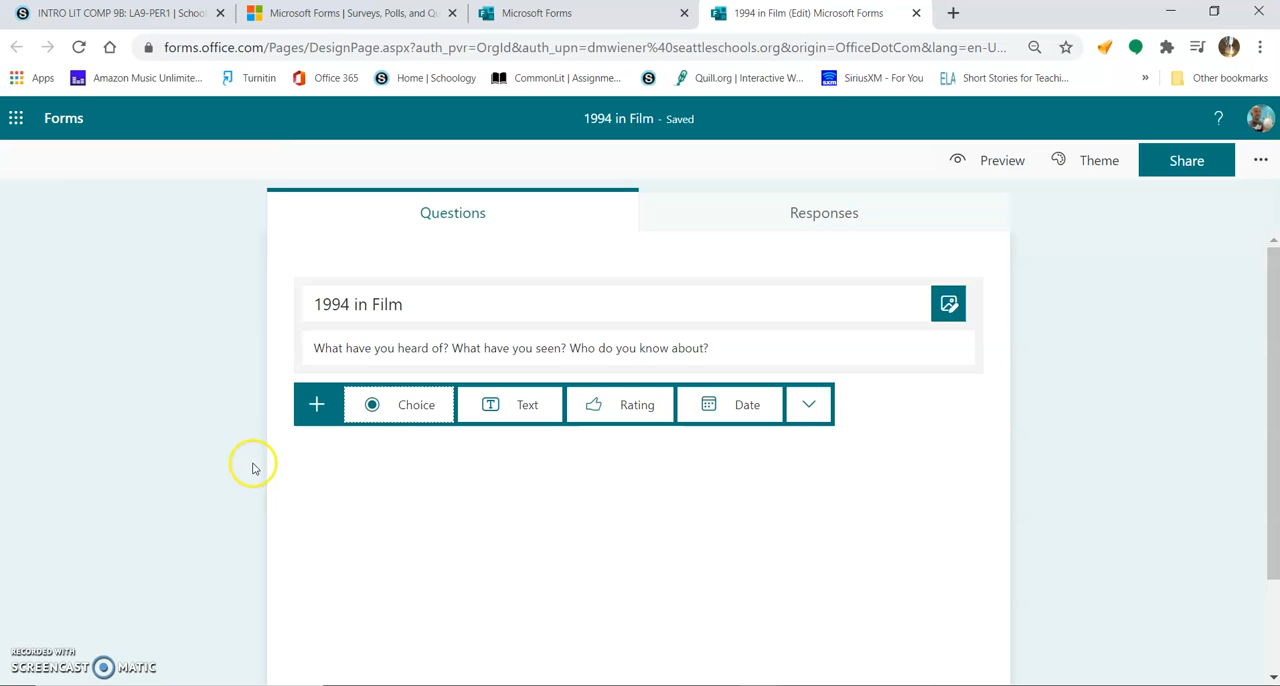 INTRO LIT COMP 9B: LA9-PER1 | School
Microsoft Forms | Surveys, Polls, and Qu
Microsoft Forms
1994 in Film (Edit) Microsoft Forms
forms.office.com/Pages/DesignPage.aspx?auth_pvr=OrgId&auth_upn=dmwiener%40seattleschools.org&origin=OfficeDotCom&lang=en-U...
Apps
Amazon Music Unlimite...
Turnitin
Office 365
Home | Schoology
CommonLit | Assignme...
Quill.org | Interactive W...
SiriusXM - For You
ELA
Short Stories for Teachi...
»
Other bookmarks
Forms
1994 in Film - Saved
?
Preview
Theme
Share
Questions
Responses
1994 in Film
What have you heard of? What have you seen? Who do you know about?
Choice
Text
Rating
Date
RECORDED WITH
SCREENCAST MATIC